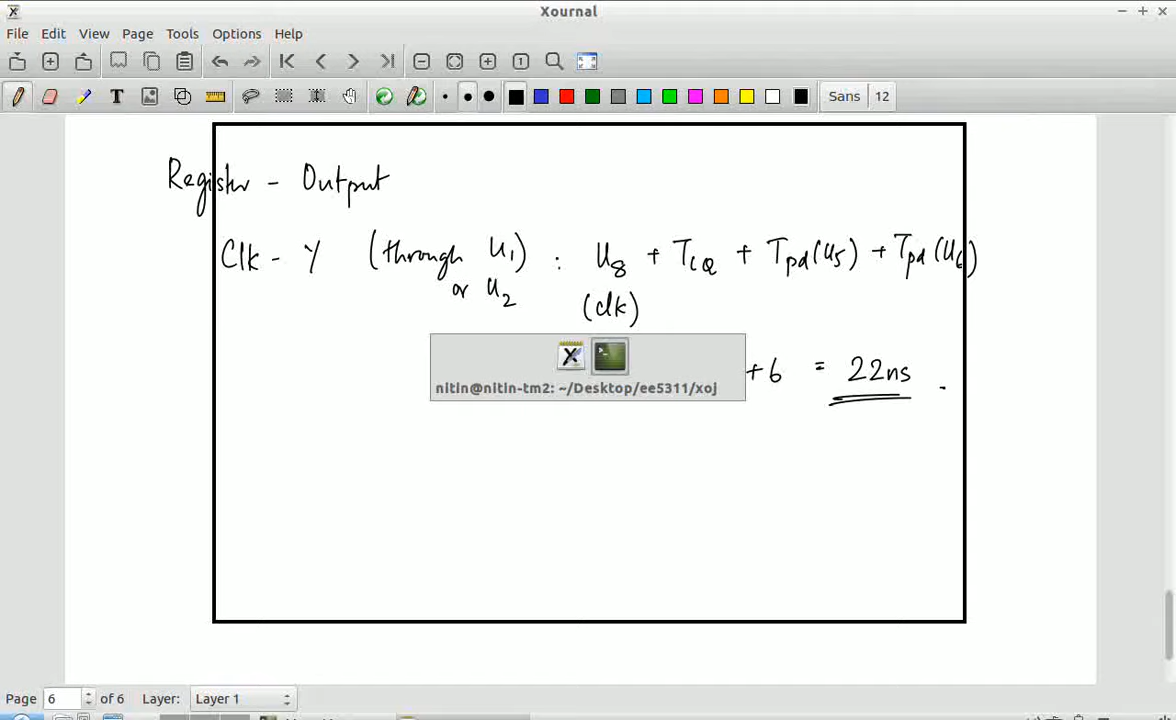 Xournal
File Edit View Page Tools Options Help
Sans 12
Register - Output
Clk - Y (through U1) : U8 + TCQ + Tpd(U5) + Tpd(U6)
or U2 (clk)
+6 = 22ns .
nitin@nitin-tm2: ~/Desktop/ee5311/xoj
Page 6 of 6 Layer: Layer 1